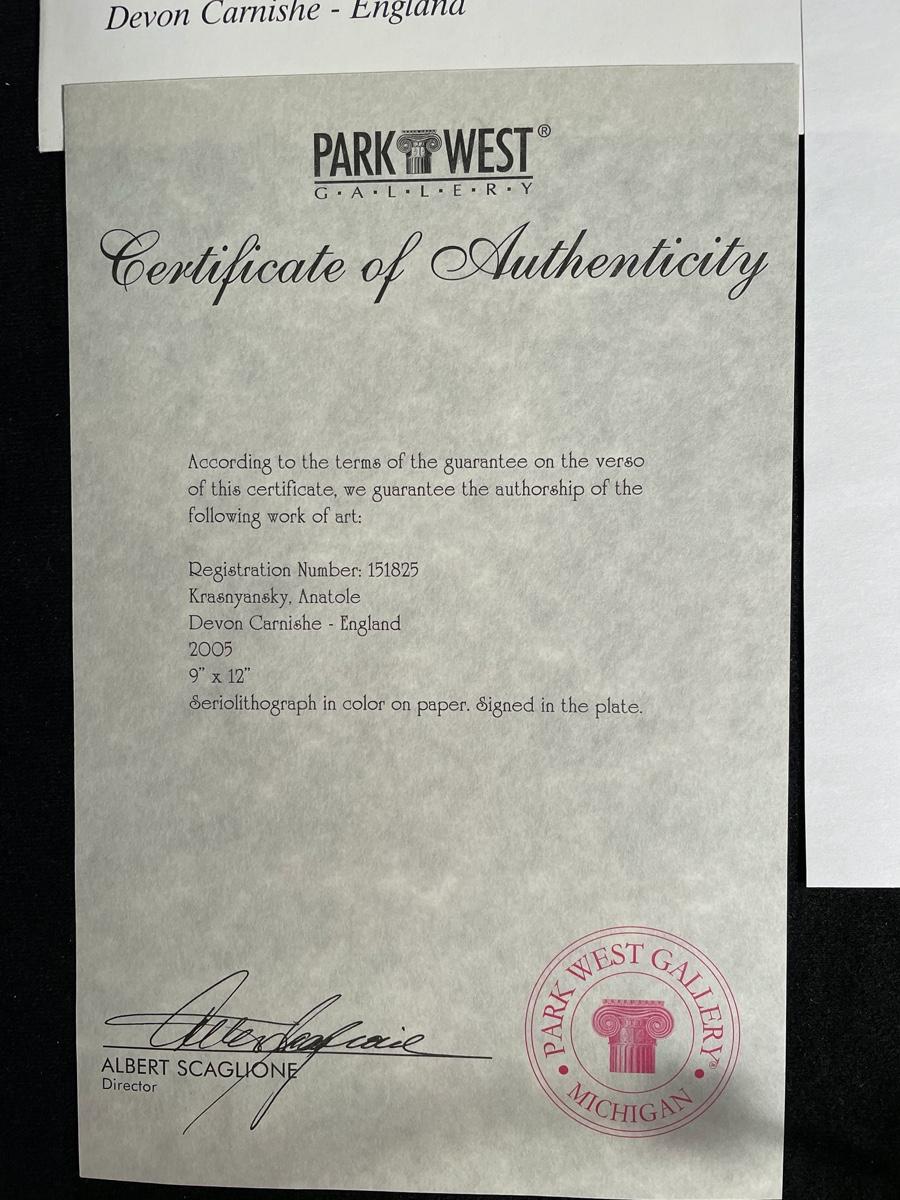 Devon Carnishe - England
PARK WEST®
G·A·L·L·E·R·Y
Certificate of Authenticity
According to the terms of the guarantee on the verso
of this certificate, we guarantee the authorship of the
following work of art:
Registration Number: 151825
Krasnyansky, Anatole
Devon Carnishe - England
2005
9” x 12”
Seriolithograph in color on paper. Signed in the plate.
Albert Scaglione
ALBERT SCAGLIONE
Director
PARK WEST GALLERY®
• MICHIGAN •